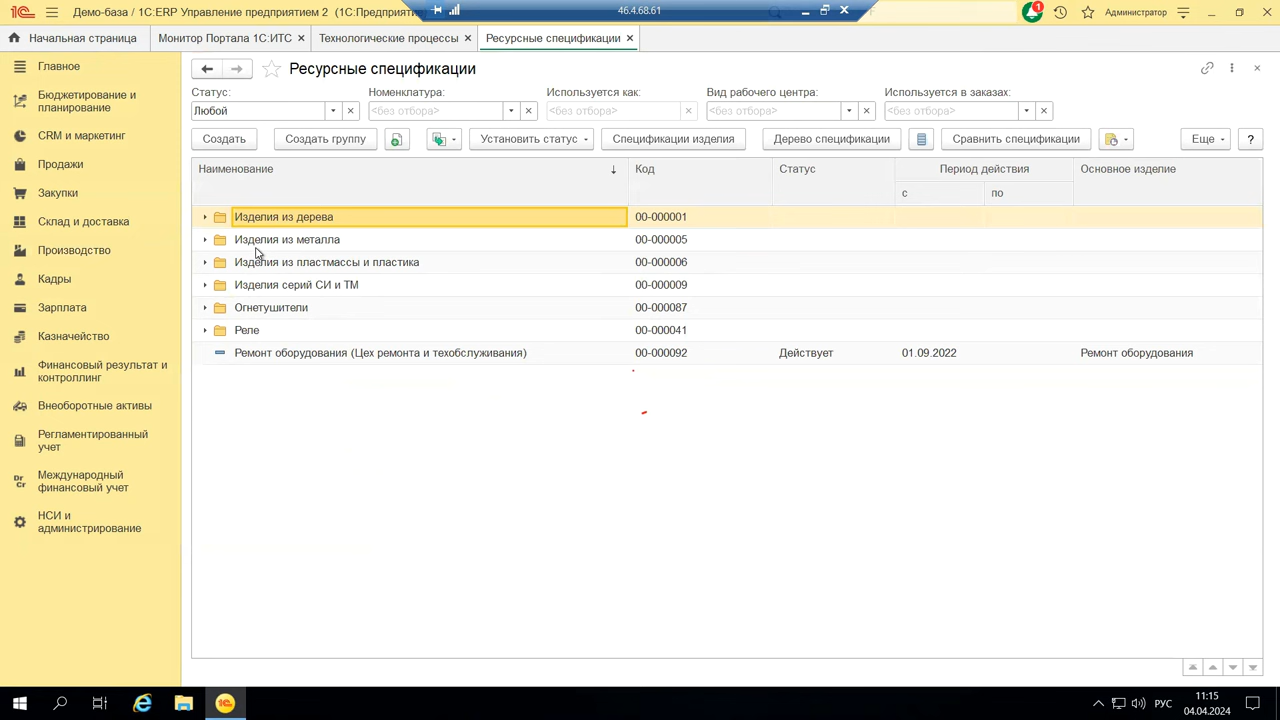 Демо-база / 1С:ERP Управление предприятием 2 (1С:Предприятие
46.4.68.61
1
Администратор
Начальная страница
Монитор Портала 1С:ИТС
Технологические процессы
Ресурсные спецификации
Главное
Бюджетирование и
планирование
CRM и маркетинг
Продажи
Закупки
Склад и доставка
Производство
Кадры
Зарплата
Казначейство
Финансовый результат и
контроллинг
Внеоборотные активы
Регламентированный
учет
Dr
Cr
Международный
финансовый учет
НСИ и
администрирование
Ресурсные спецификации
Статус: Номенклатура: Используется как: Вид рабочего центра: Используется в заказах:
Любой <без отбора> <без отбора> <без отбора> <без отбора>
Создать Создать группу Установить статус Спецификации изделия Дерево спецификации Сравнить спецификации Еще ?
Наименование Код Статус Период действия Основное изделие
с по
Изделия из дерева 00-000001
Изделия из металла 00-000005
Изделия из пластмассы и пластика 00-000006
Изделия серий СИ и ТМ 00-000009
Огнетушители 00-000087
Реле 00-000041
Ремонт оборудования (Цех ремонта и техобслуживания) 00-000092 Действует 01.09.2022 Ремонт оборудования
РУС
11:15
04.04.2024